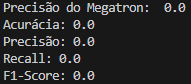 Precisão do Megatron:  0.0
Acurácia: 0.0
Precisão: 0.0
Recall: 0.0
F1-Score: 0.0